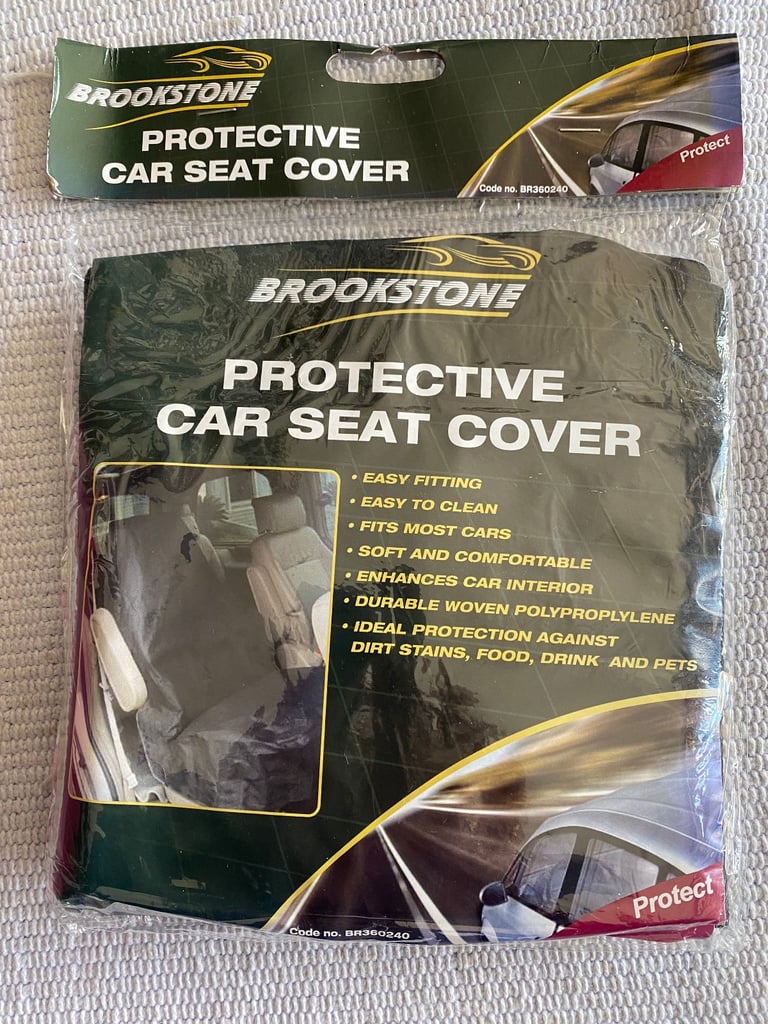 BROOKSTONE
PROTECTIVE
CAR SEAT COVER
Protect
Code no. BR360240
BROOKSTONE
PROTECTIVE
CAR SEAT COVER
• EASY FITTING
• EASY TO CLEAN
• FITS MOST CARS
• SOFT AND COMFORTABLE
• ENHANCES CAR INTERIOR
• DURABLE WOVEN POLYPROPLYLENE
• IDEAL PROTECTION AGAINST
DIRT STAINS, FOOD, DRINK AND PETS
Protect
Code no. BR360240